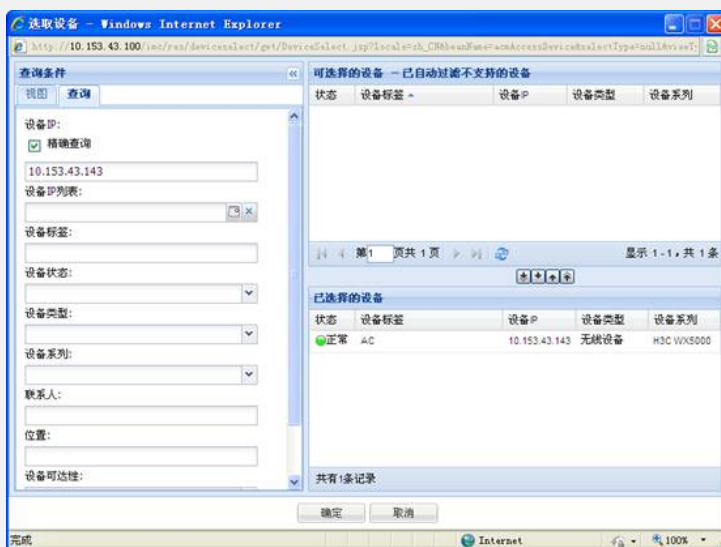 选取设备 - Windows Internet Explorer
http://10.153.43.100/imc/res/deviceselect/get/DeviceSelect.jsp?locale=zh_CN&beanName=acmAccessDevice&selectType=null&viewT
查询条件
视图 查询
设备IP:
精确查询
10.153.43.143
设备IP列表:
设备标签:
设备状态:
设备类型:
设备系列:
联系人:
位置:
设备可达性:
可选择的设备 - 已自动过滤不支持的设备
状态 设备标签 设备IP 设备类型 设备系列
第1 页共 1 页 显示 1-1，共 1 条
已选择的设备
状态 设备标签 设备IP 设备类型 设备系列
正常 AC 10.153.43.143 无线设备 H3C WX5000
共有1条记录
确定 取消
完成 Internet 100%